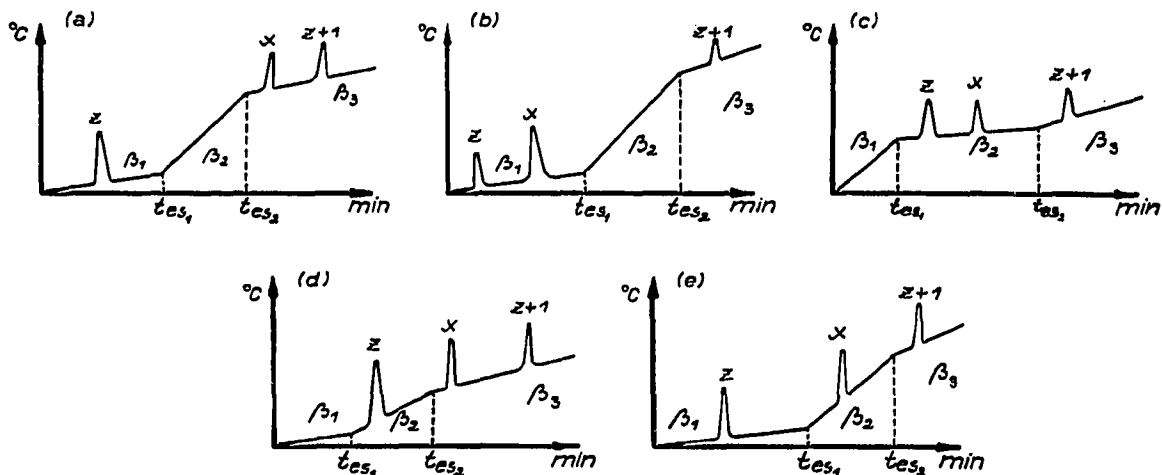 (a)
°C
z
x
z+1
β1
β2
β3
tes1
tes2
min
(b)
°C
z
x
z+1
β1
β2
β3
tes1
tes2
min
(c)
°C
z
x
z+1
β1
β2
β3
tes1
tes2
min
(d)
°C
z
x
z+1
β1
β2
β3
tes1
tes2
min
(e)
°C
z
x
z+1
β1
β2
β3
tes1
tes2
min